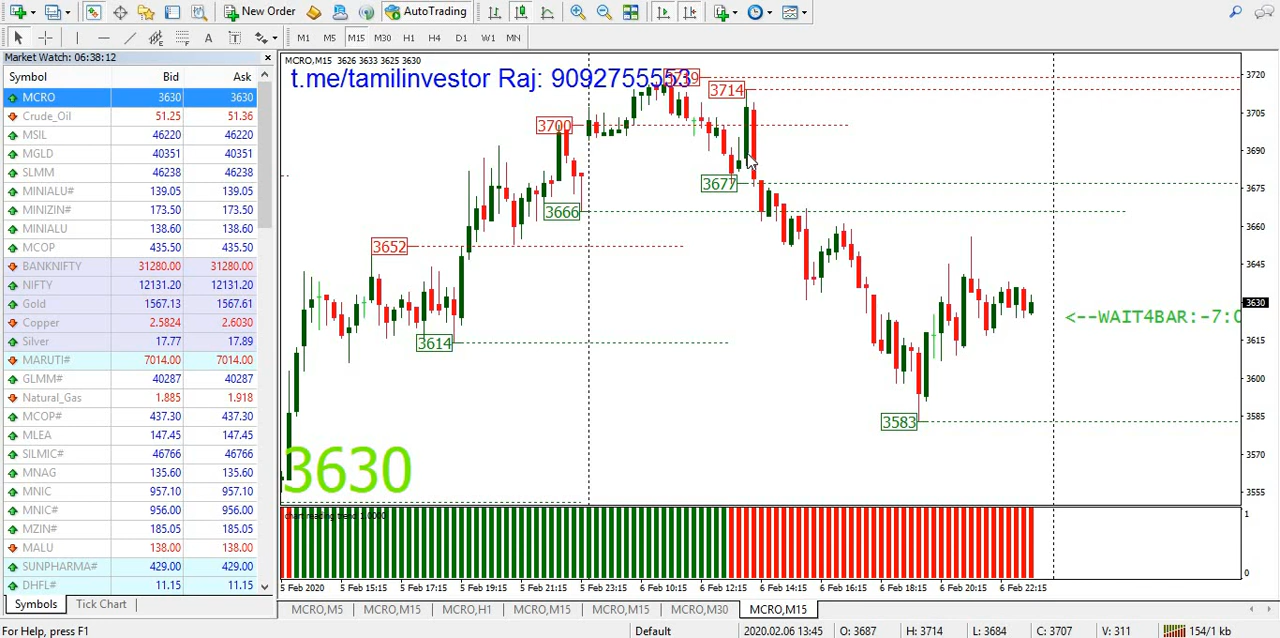 New Order
AutoTrading
A
T
M1 M5 M15 M30 H1 H4 D1 W1 MN
Market Watch: 06:38:12
Symbol Bid Ask
MCRO 3630 3630
Crude_Oil 51.25 51.36
MSIL 46220 46220
MGLD 40351 40351
SLMM 46238 46238
MINIALU# 139.05 139.05
MINIZIN# 173.50 173.50
MINIALU 138.60 138.60
MCOP 435.50 435.50
BANKNIFTY 31280.00 31280.00
NIFTY 12131.20 12131.20
Gold 1567.13 1567.61
Copper 2.5824 2.6030
Silver 17.77 17.89
MARUTI# 7014.00 7014.00
GLMM# 40287 40287
Natural_Gas 1.885 1.918
MCOP# 437.30 437.30
MLEA 147.45 147.45
SILMIC# 46766 46766
MNAG 135.60 135.60
MNIC 957.10 957.10
MNIC# 956.00 956.00
MZIN# 185.05 185.05
MALU 138.00 138.00
SUNPHARMA# 429.00 429.00
DHFL# 11.15 11.15
Symbols Tick Chart
MCRO,M15 3626 3633 3625 3630
t.me/tamilinvestor Raj: 9092755553
3714
3700
3677
3666
3652
3614
3583
<--WAIT4BAR:-7:0
3630
3720
3705
3690
3675
3660
3645
3630
3615
3600
3585
3570
3555
chart reading trend 1.0000
1
0
5 Feb 2020 5 Feb 15:15 5 Feb 17:15 5 Feb 19:15 5 Feb 21:15 5 Feb 23:15 6 Feb 10:15 6 Feb 12:15 6 Feb 14:15 6 Feb 16:15 6 Feb 18:15 6 Feb 20:15 6 Feb 22:15
MCRO,M5 MCRO,M15 MCRO,H1 MCRO,M15 MCRO,M15 MCRO,M30 MCRO,M15
For Help, press F1 Default 2020.02.06 13:45 O: 3687 H: 3714 L: 3684 C: 3707 V: 311 154/1 kb